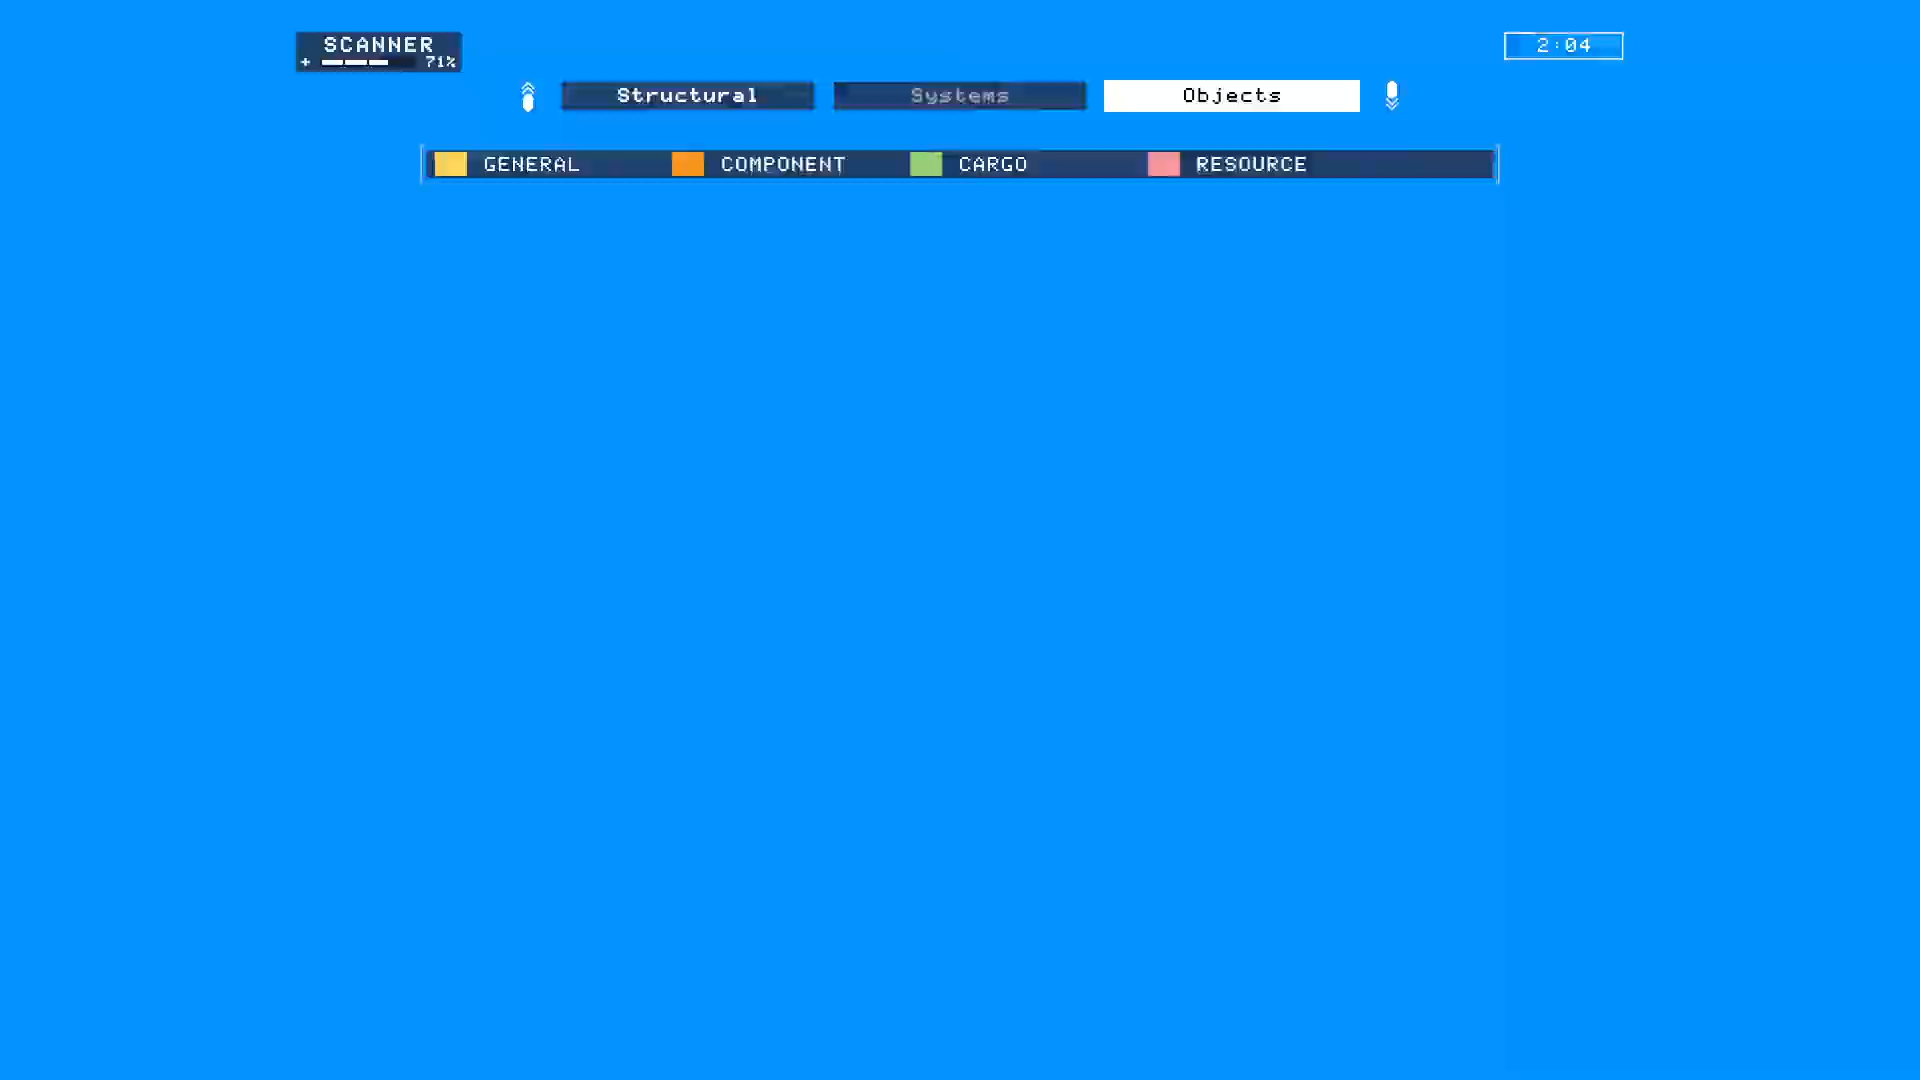 SCANNER
+ 71%
2:04
Structural Systems Objects
GENERAL COMPONENT CARGO RESOURCE